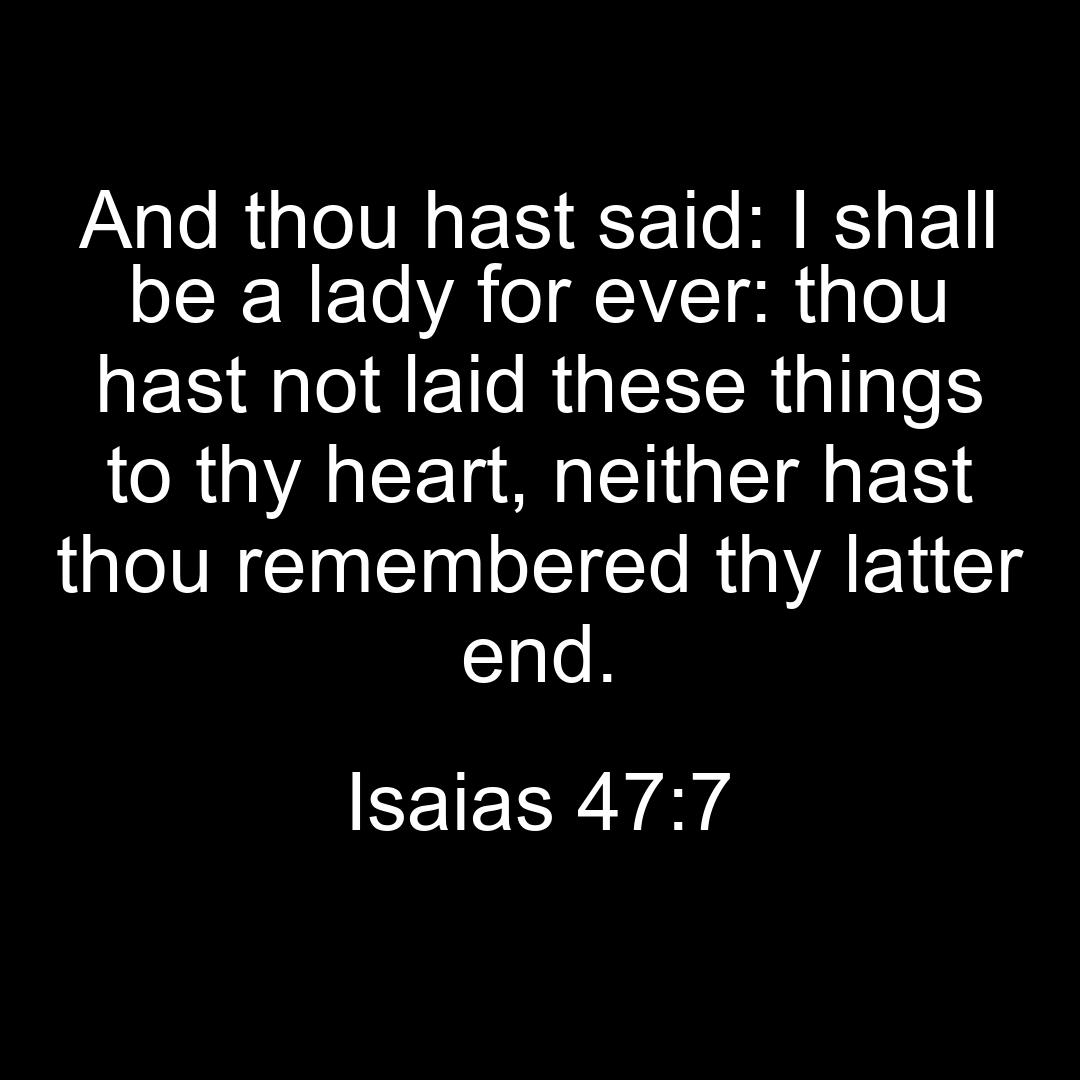 And thou hast said: I shall
be a lady for ever: thou
hast not laid these things
to thy heart, neither hast
thou remembered thy latter
end.
Isaias 47:7